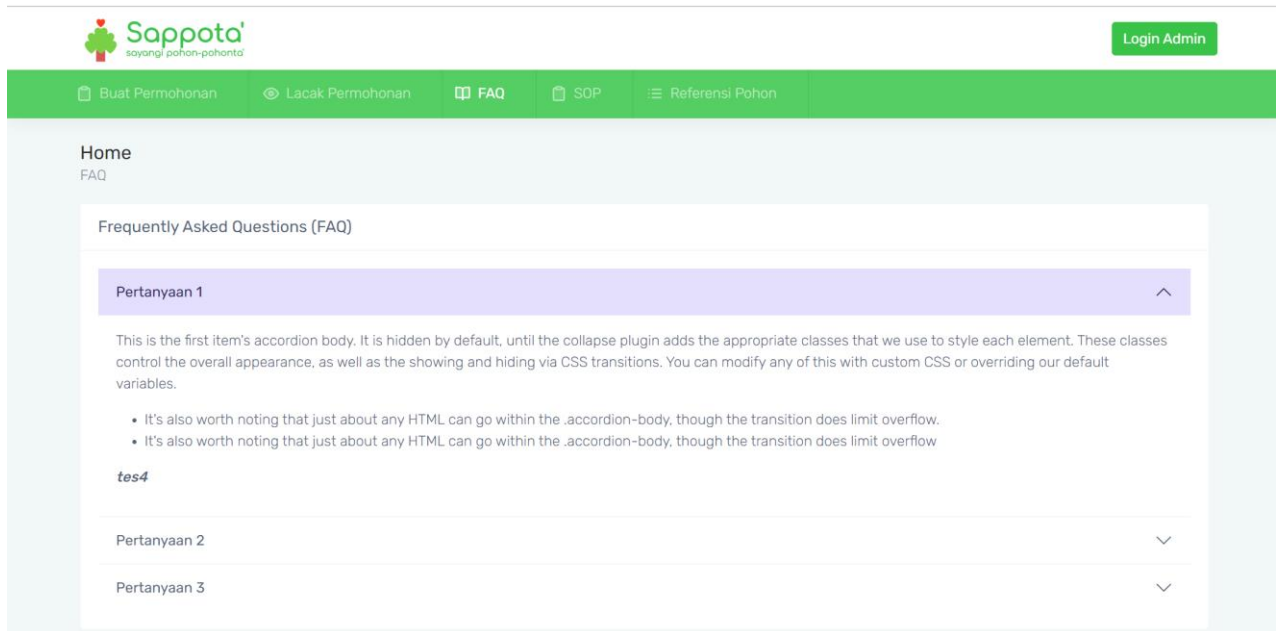 Sappota'
sayangi pohon-pohonta'
Login Admin
Buat Permohonan
Lacak Permohonan
FAQ
SOP
Referensi Pohon
Home
FAQ
Frequently Asked Questions (FAQ)
Pertanyaan 1
This is the first item's accordion body. It is hidden by default, until the collapse plugin adds the appropriate classes that we use to style each element. These classes
control the overall appearance, as well as the showing and hiding via CSS transitions. You can modify any of this with custom CSS or overriding our default
variables.
• It's also worth noting that just about any HTML can go within the .accordion-body, though the transition does limit overflow.
• It's also worth noting that just about any HTML can go within the .accordion-body, though the transition does limit overflow
tes4
Pertanyaan 2
Pertanyaan 3